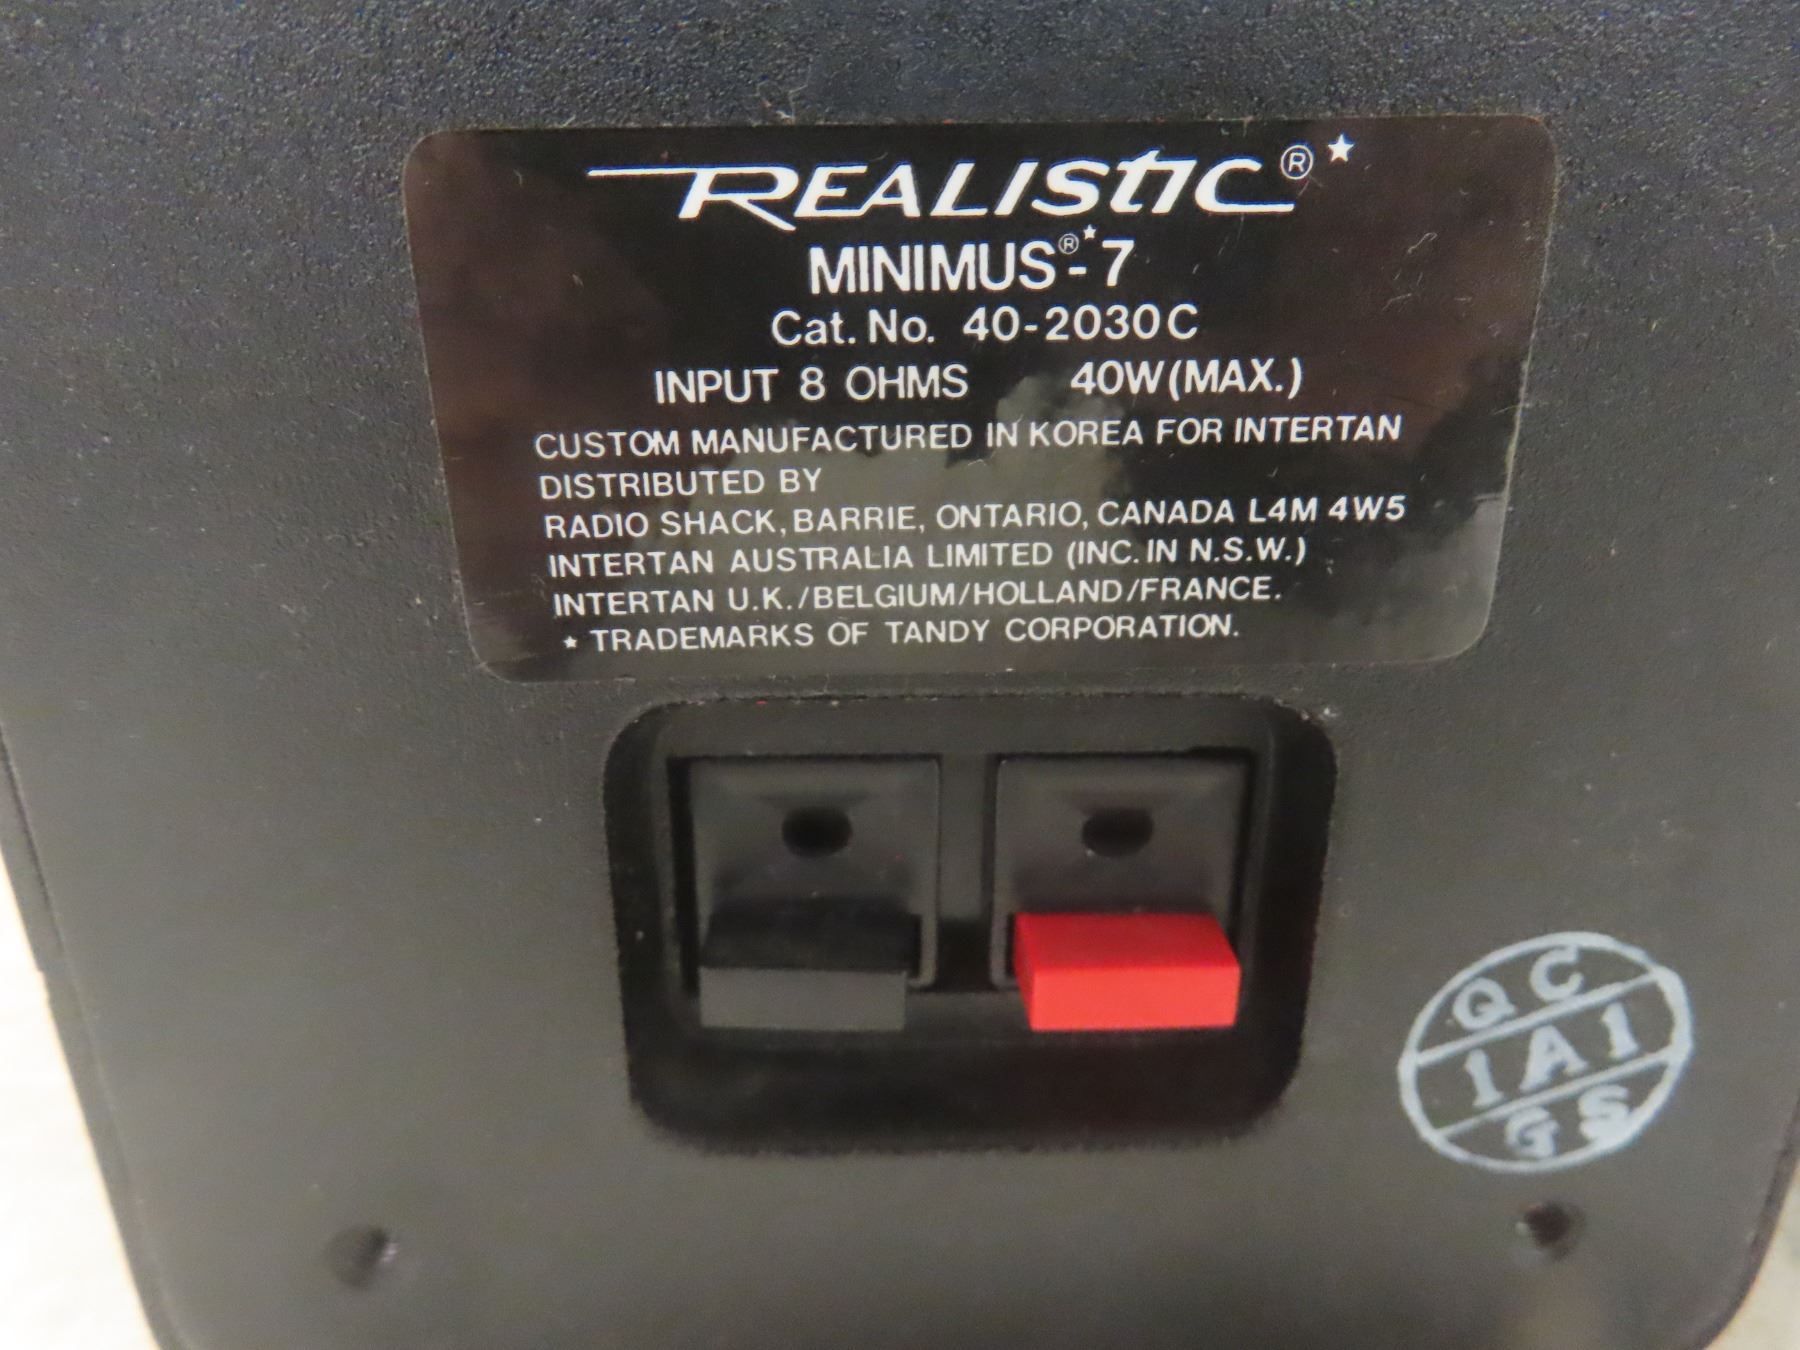 REALISTIC®★
MINIMUS®★-7
Cat. No. 40-2030C
INPUT 8 OHMS 40W(MAX.)
CUSTOM MANUFACTURED IN KOREA FOR INTERTAN
DISTRIBUTED BY
RADIO SHACK, BARRIE, ONTARIO, CANADA L4M 4W5
INTERTAN AUSTRALIA LIMITED (INC. IN N.S.W.)
INTERTAN U.K./BELGIUM/HOLLAND/FRANCE.
★ TRADEMARKS OF TANDY CORPORATION.
QC
1A1
GS